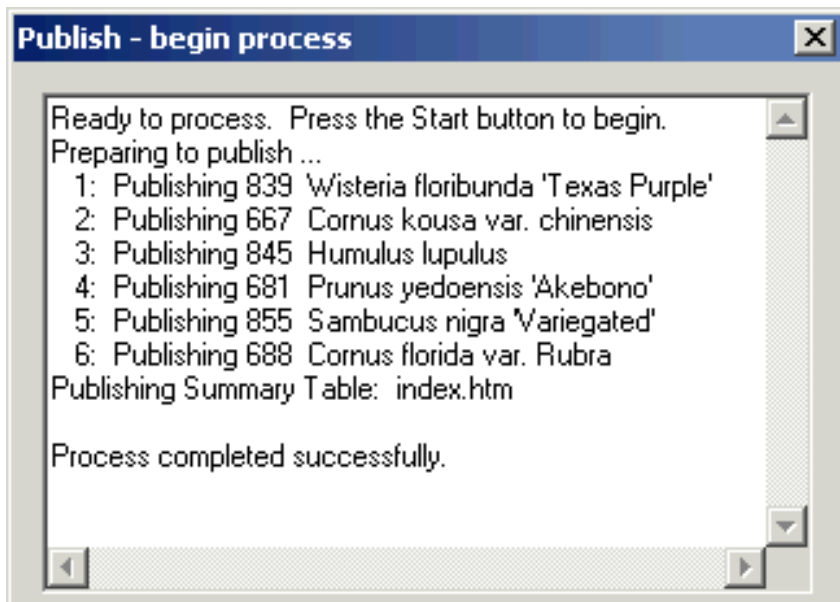 Publish - begin process
Ready to process.  Press the Start button to begin.
Preparing to publish ...
1:  Publishing 839  Wisteria floribunda 'Texas Purple'
2:  Publishing 667  Cornus kousa var. chinensis
3:  Publishing 845  Humulus lupulus
4:  Publishing 681  Prunus yedoensis 'Akebono'
5:  Publishing 855  Sambucus nigra 'Variegated'
6:  Publishing 688  Cornus florida var. Rubra
Publishing Summary Table:  index.htm
Process completed successfully.